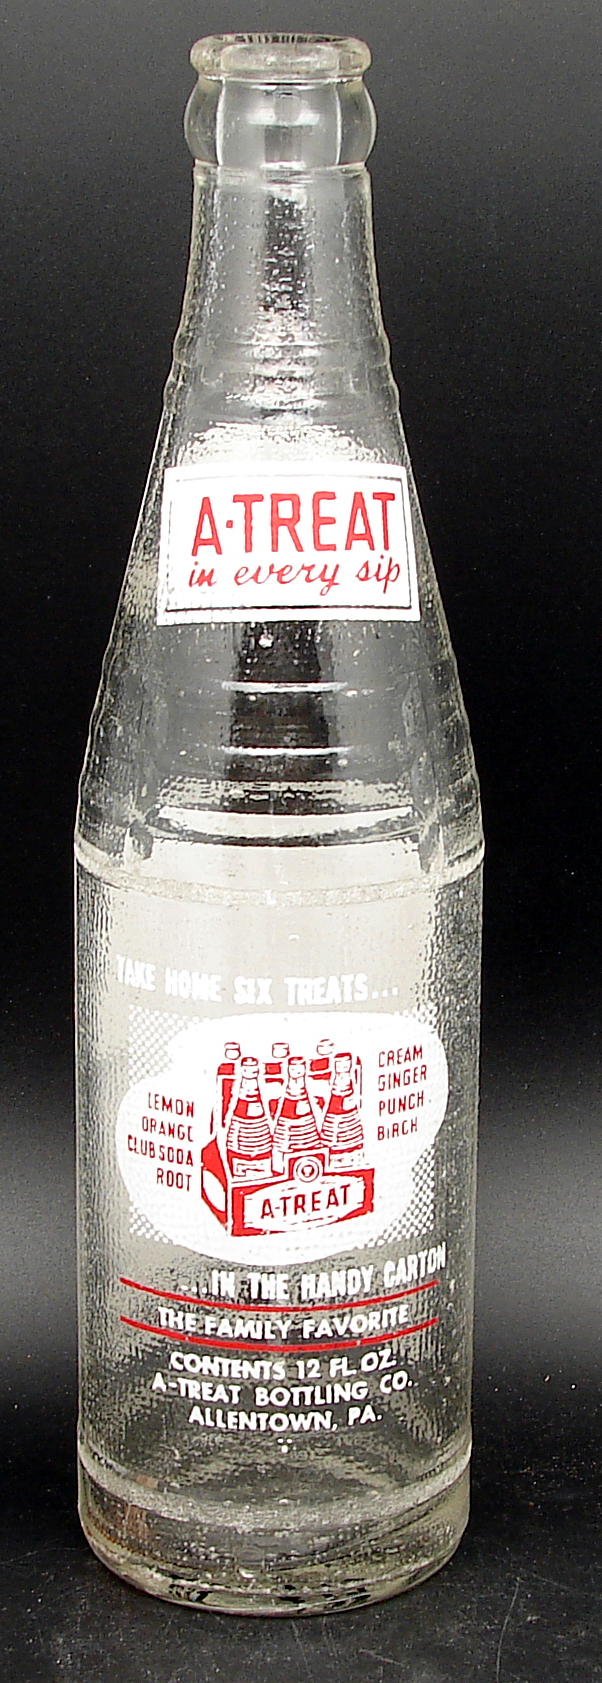 A·TREAT
in every sip
TAKE HOME SIX TREATS...
LEMON
ORANGE
CLUB SODA
ROOT
CREAM
GINGER
PUNCH
BIRCH
A-TREAT
...IN THE HANDY CARTON
THE FAMILY FAVORITE
CONTENTS 12 FL. OZ.
A-TREAT BOTTLING CO.
ALLENTOWN, PA.